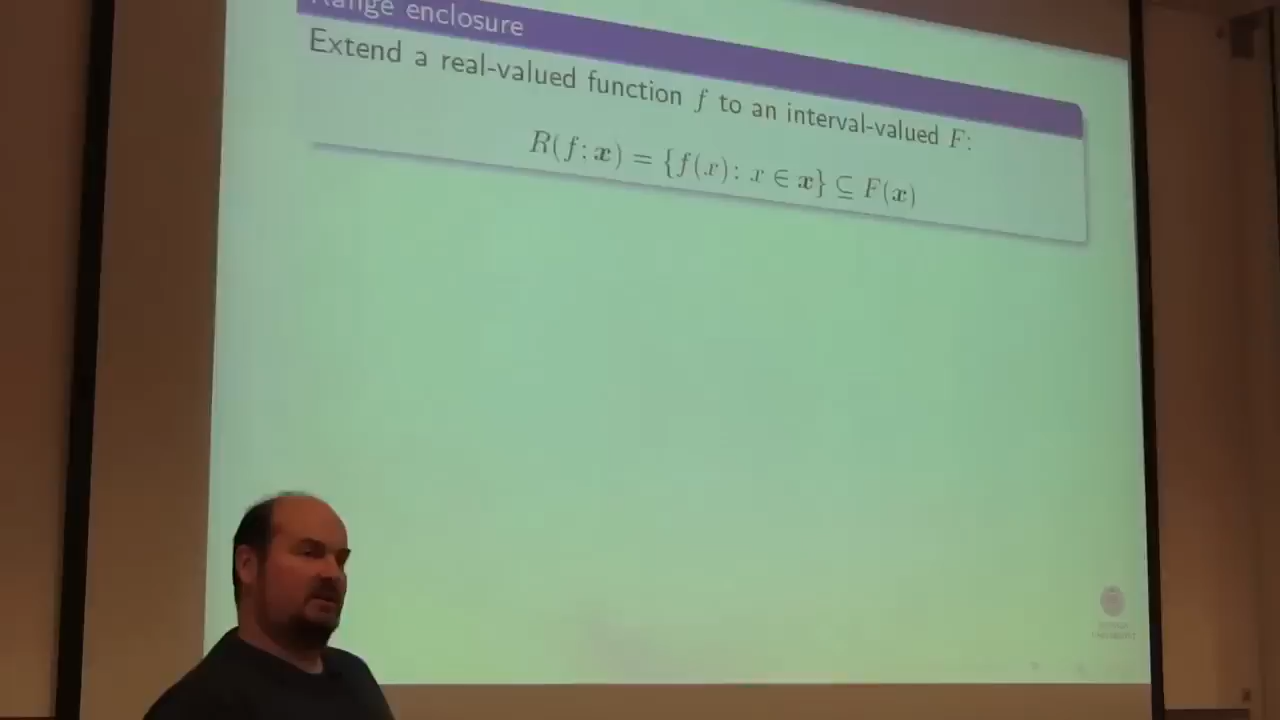 Range enclosure
Extend a real-valued function f to an interval-valued F:
R(f; x) = {f(x): x ∈ x} ⊆ F(x)